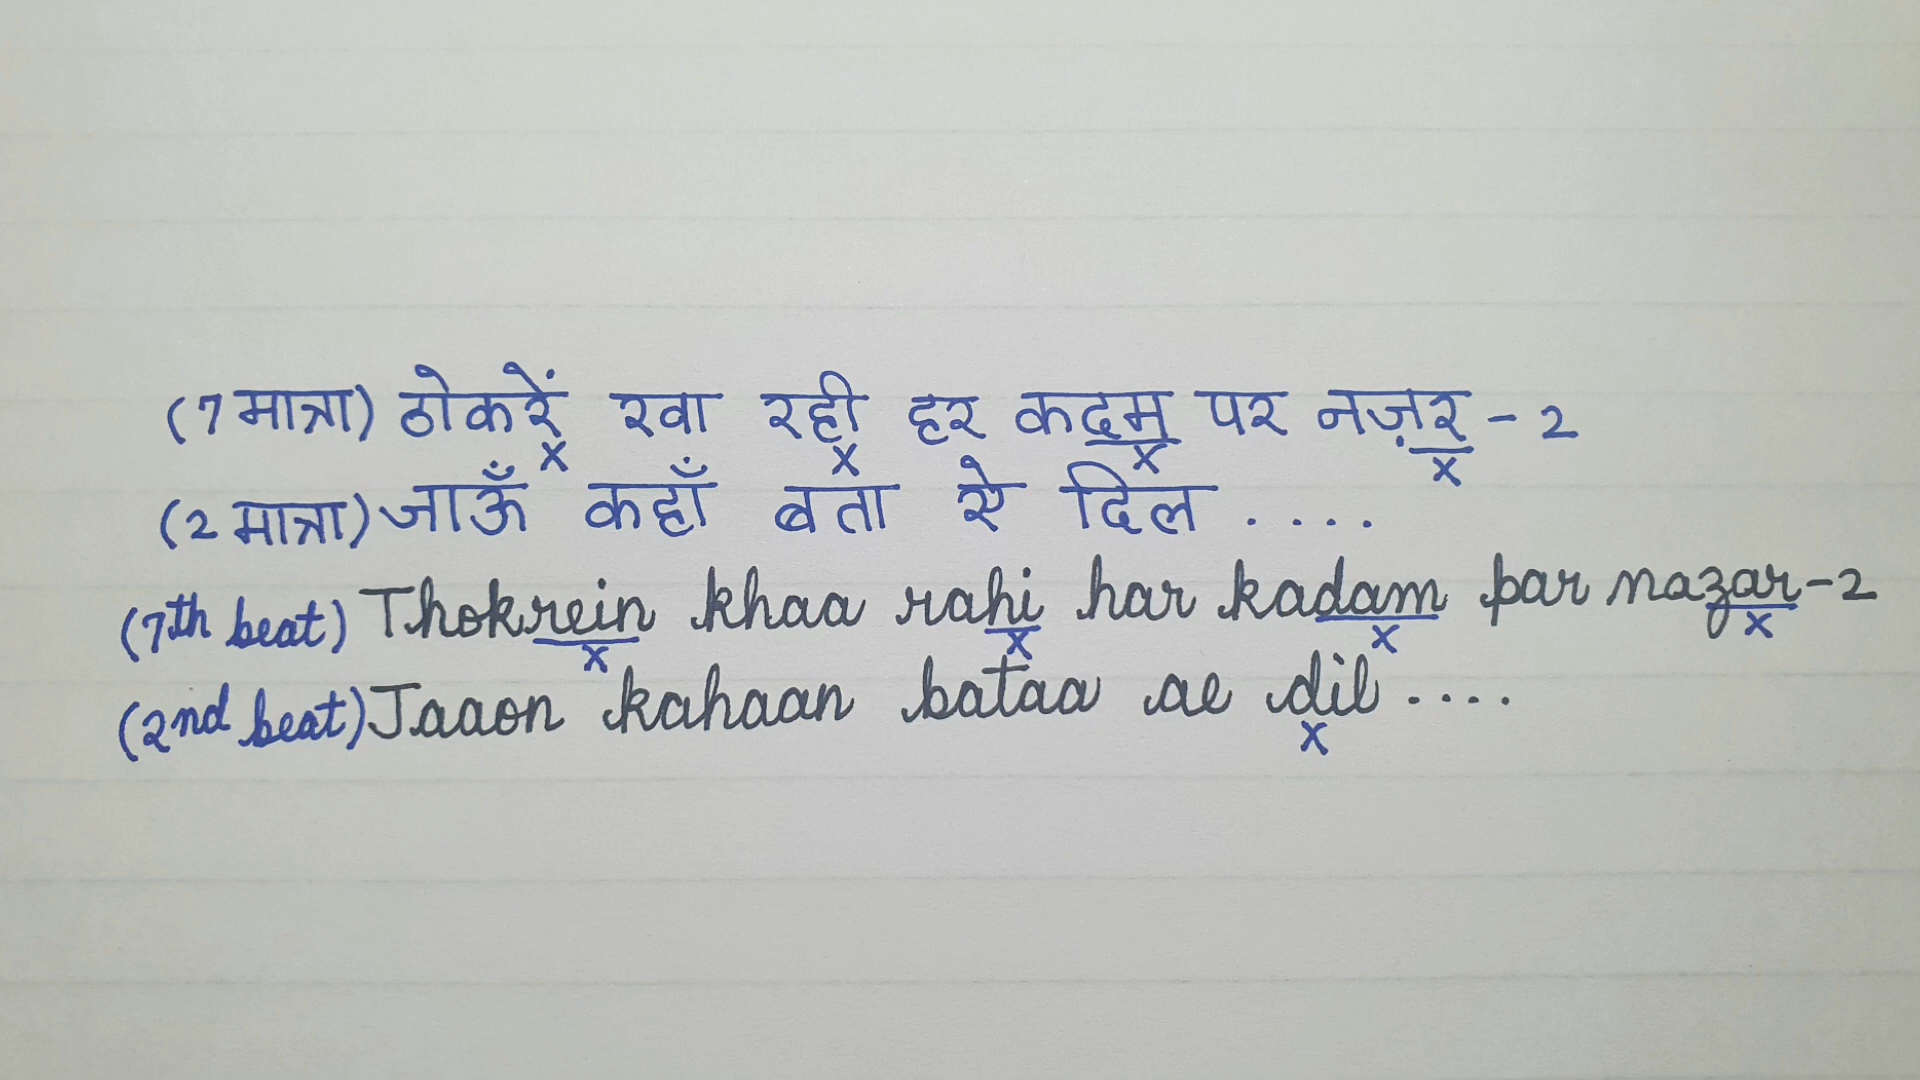 (7 मात्रा) ठोकरें खा रही हर कदम पर नज़र - 2
x x x x
(2 मात्रा) जाऊँ कहाँ बता ऐ दिल ....
(7th beat) Thokrein khaa rahi har kadam par nazar - 2
x x x x
(2nd beat) Jaaon kahaan bataa ae dil ....
x